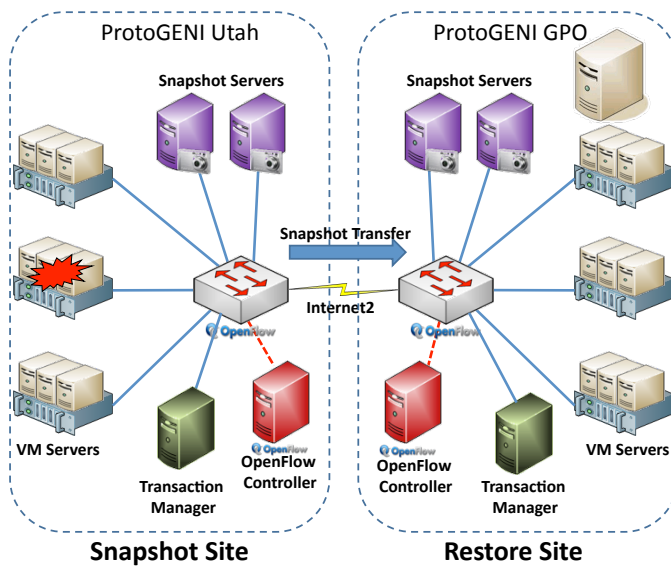 ProtoGENI Utah
ProtoGENI GPO
Snapshot Servers
Snapshot Servers
Snapshot Transfer
Internet2
OpenFlow
OpenFlow
VM Servers
OpenFlow
OpenFlow
Controller
Transaction
Manager
OpenFlow
OpenFlow
Controller
Transaction
Manager
VM Servers
Snapshot Site
Restore Site